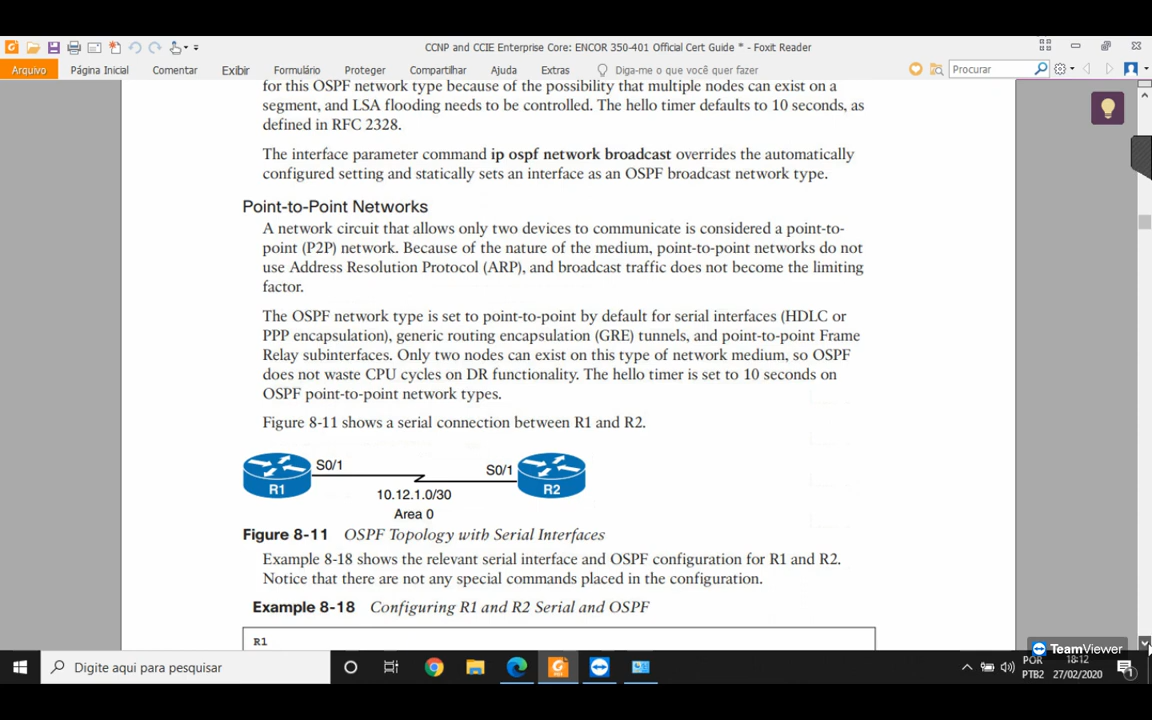 CCNP and CCIE Enterprise Core: ENCOR 350-401 Official Cert Guide * - Foxit Reader
Arquivo Página Inicial Comentar Exibir Formulário Proteger Compartilhar Ajuda Extras Diga-me o que você quer fazer Procurar
for this OSPF network type because of the possibility that multiple nodes can exist on a
segment, and LSA flooding needs to be controlled. The hello timer defaults to 10 seconds, as
defined in RFC 2328.
The interface parameter command ip ospf network broadcast overrides the automatically
configured setting and statically sets an interface as an OSPF broadcast network type.
Point-to-Point Networks
A network circuit that allows only two devices to communicate is considered a point-to-
point (P2P) network. Because of the nature of the medium, point-to-point networks do not
use Address Resolution Protocol (ARP), and broadcast traffic does not become the limiting
factor.
The OSPF network type is set to point-to-point by default for serial interfaces (HDLC or
PPP encapsulation), generic routing encapsulation (GRE) tunnels, and point-to-point Frame
Relay subinterfaces. Only two nodes can exist on this type of network medium, so OSPF
does not waste CPU cycles on DR functionality. The hello timer is set to 10 seconds on
OSPF point-to-point network types.
Figure 8-11 shows a serial connection between R1 and R2.
S0/1 S0/1
R1 R2
10.12.1.0/30
Area 0
Figure 8-11 OSPF Topology with Serial Interfaces
Example 8-18 shows the relevant serial interface and OSPF configuration for R1 and R2.
Notice that there are not any special commands placed in the configuration.
Example 8-18 Configuring R1 and R2 Serial and OSPF
R1
TeamViewer
Digite aqui para pesquisar
POR 18:12
PTB2 27/02/2020
1